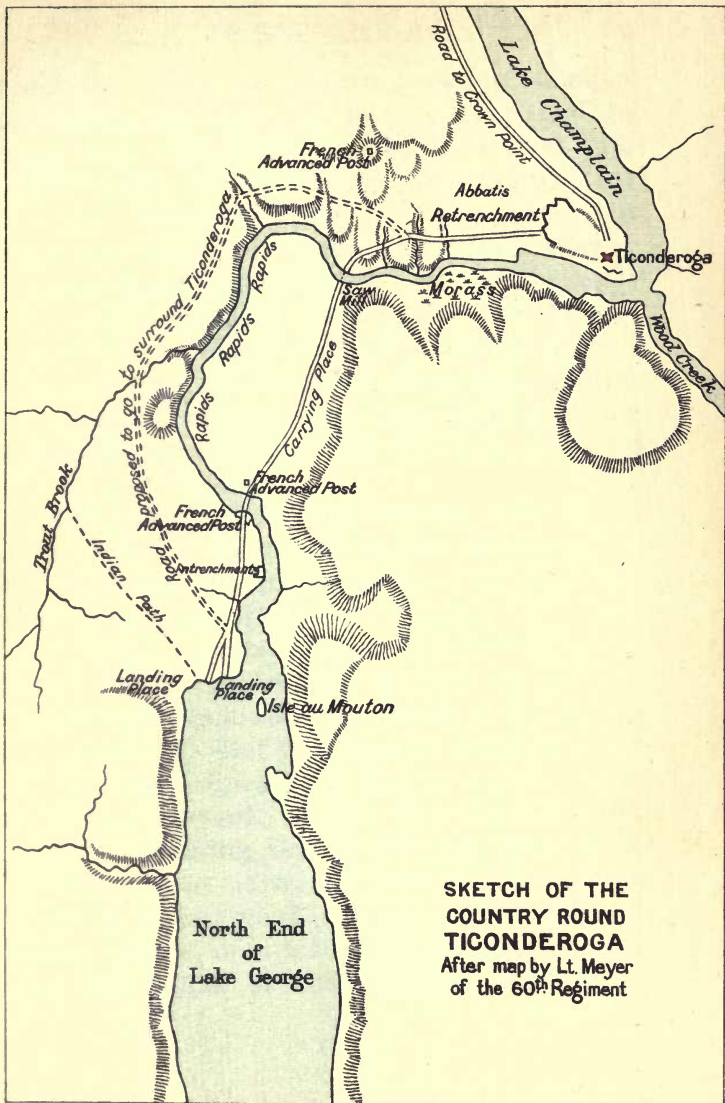 Lake Champlain
Road to Crown Point
French
Advanced Post
Abbatis
Retrenchment
Ticonderoga
Rapids
Rapids
Rapids
Saw
Mill
Morass
Wood Creek
Carrying Place
Road proposed to go to surround Ticonderoga
French
Advanced Post
French
Advanced Post
Trout Brook
Indian Path
Entrenchments
Landing
Place
Landing
Place
Isle au Mouton
North End
of
Lake George
SKETCH OF THE
COUNTRY ROUND
TICONDEROGA
After map by Lt. Meyer
of the 60th Regiment